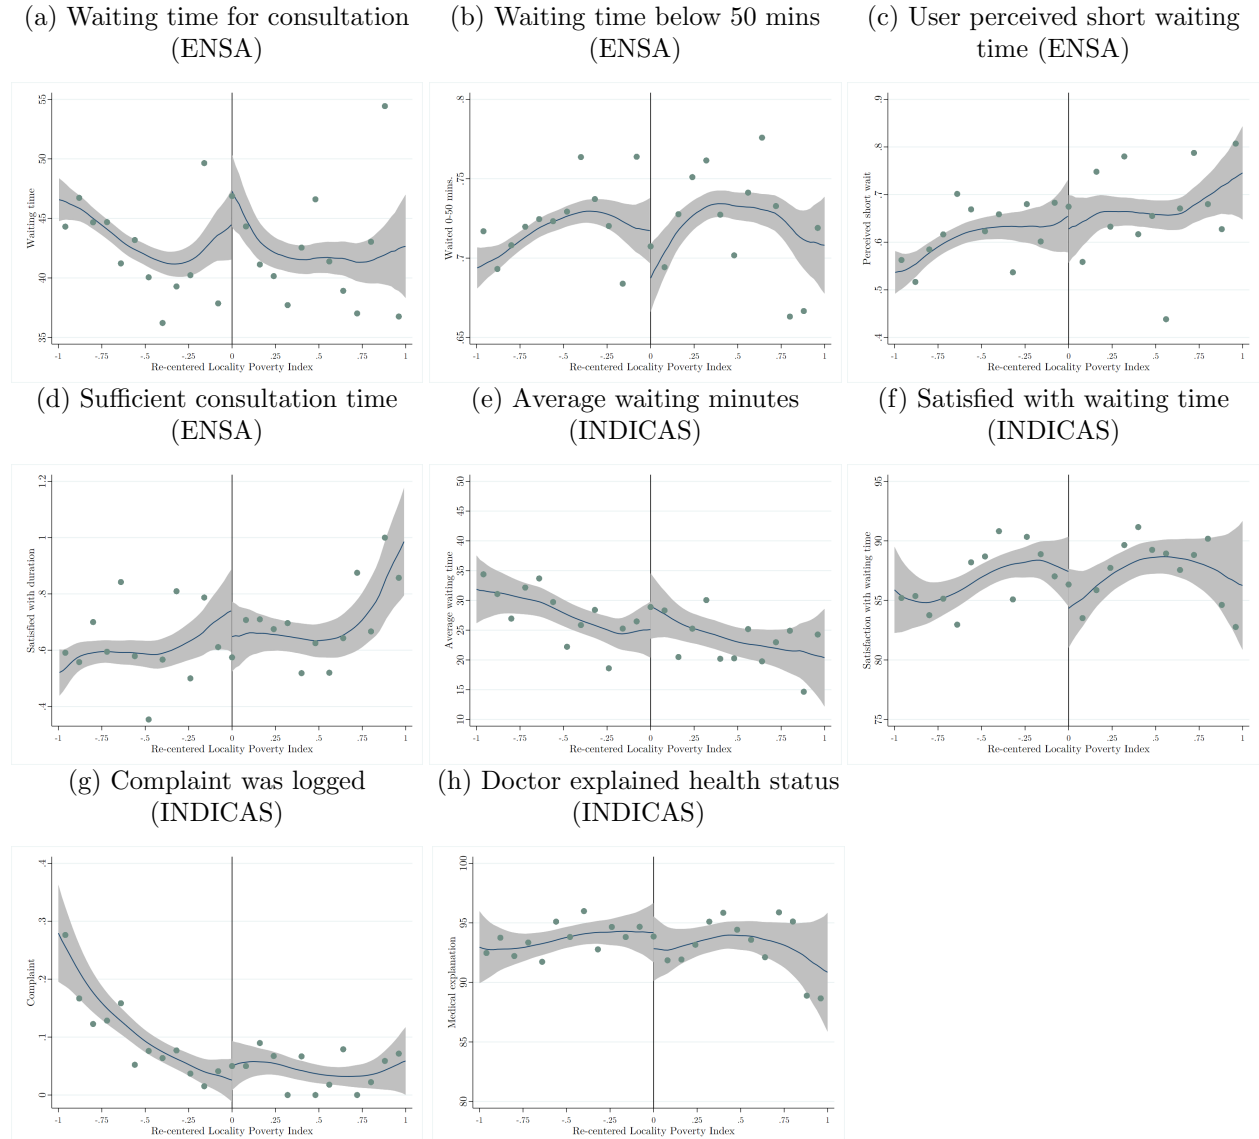 (a) Waiting time for consultation
(ENSA)
(b) Waiting time below 50 mins
(ENSA)
(c) User perceived short waiting
time (ENSA)
Waiting time
55
50
45
40
35
-1 -.75 -.5 -.25 0 .25 .5 .75 1
Re-centered Locality Poverty Index
Waited 0-50 mins.
.8
.75
.7
.65
-1 -.75 -.5 -.25 0 .25 .5 .75 1
Re-centered Locality Poverty Index
Perceived short wait
.9
.8
.7
.6
.5
.4
-1 -.75 -.5 -.25 0 .25 .5 .75 1
Re-centered Locality Poverty Index
(d) Sufficient consultation time
(ENSA)
(e) Average waiting minutes
(INDICAS)
(f) Satisfied with waiting time
(INDICAS)
Satisfied with duration
1.2
1
.8
.6
.4
-1 -.75 -.5 -.25 0 .25 .5 .75 1
Re-centered Locality Poverty Index
Average waiting time
50
45
40
35
30
25
20
15
10
-1 -.75 -.5 -.25 0 .25 .5 .75 1
Re-centered Locality Poverty Index
Satisfaction with waiting time
95
90
85
80
75
-1 -.75 -.5 -.25 0 .25 .5 .75 1
Re-centered Locality Poverty Index
(g) Complaint was logged
(INDICAS)
(h) Doctor explained health status
(INDICAS)
Complaint
.4
.3
.2
.1
0
-1 -.75 -.5 -.25 0 .25 .5 .75 1
Re-centered Locality Poverty Index
Medical explanation
100
95
90
85
80
-1 -.75 -.5 -.25 0 .25 .5 .75 1
Re-centered Locality Poverty Index